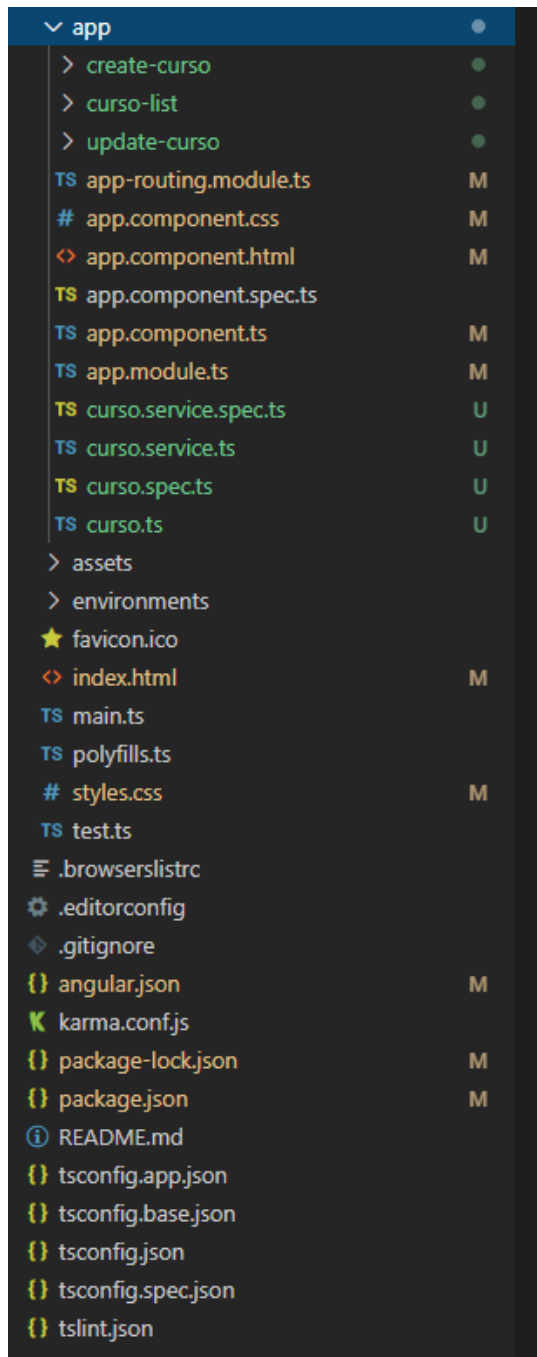 app
create-curso
curso-list
update-curso
TS app-routing.module.ts M
# app.component.css M
<> app.component.html M
TS app.component.spec.ts
TS app.component.ts M
TS app.module.ts M
TS curso.service.spec.ts U
TS curso.service.ts U
TS curso.spec.ts U
TS curso.ts U
assets
environments
favicon.ico
<> index.html M
TS main.ts
TS polyfills.ts
# styles.css M
TS test.ts
.browserslistrc
.editorconfig
.gitignore
{} angular.json M
K karma.conf.js
{} package-lock.json M
{} package.json M
README.md
{} tsconfig.app.json
{} tsconfig.base.json
{} tsconfig.json
{} tsconfig.spec.json
{} tslint.json